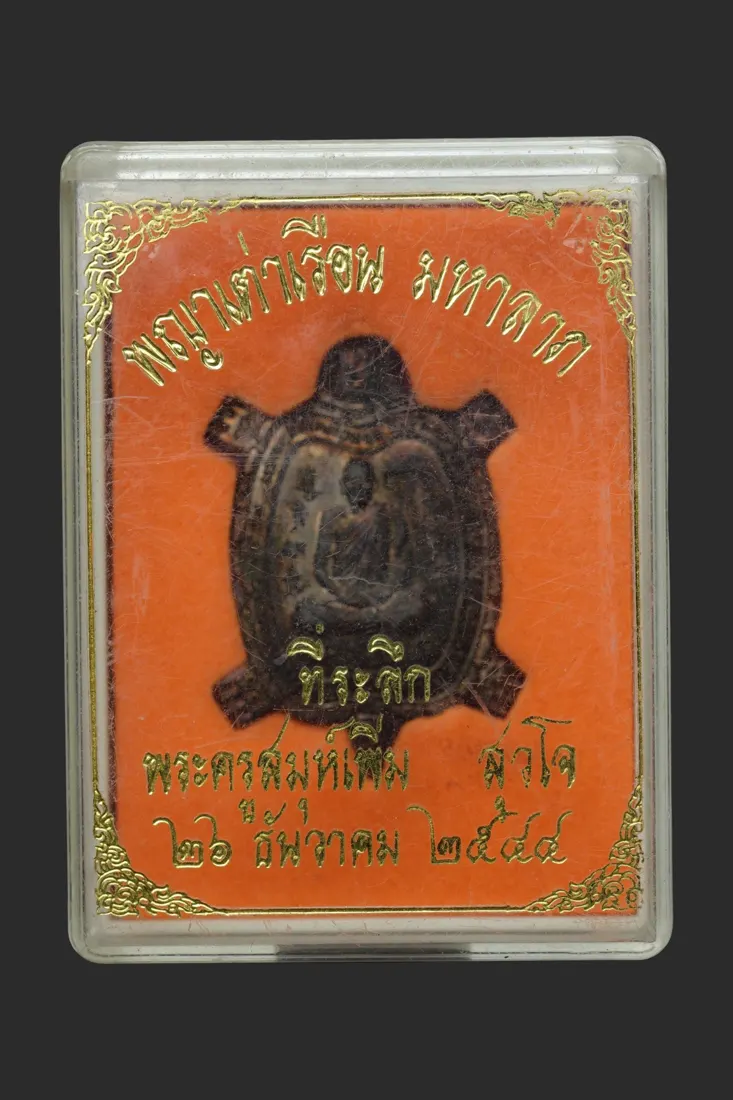 พญาเต่าเรือน มหาลาภ
ที่ระลึก
พระครูสมุห์เพิ่ม สุวโจ
๒๖ ธันวาคม ๒๕๔๔